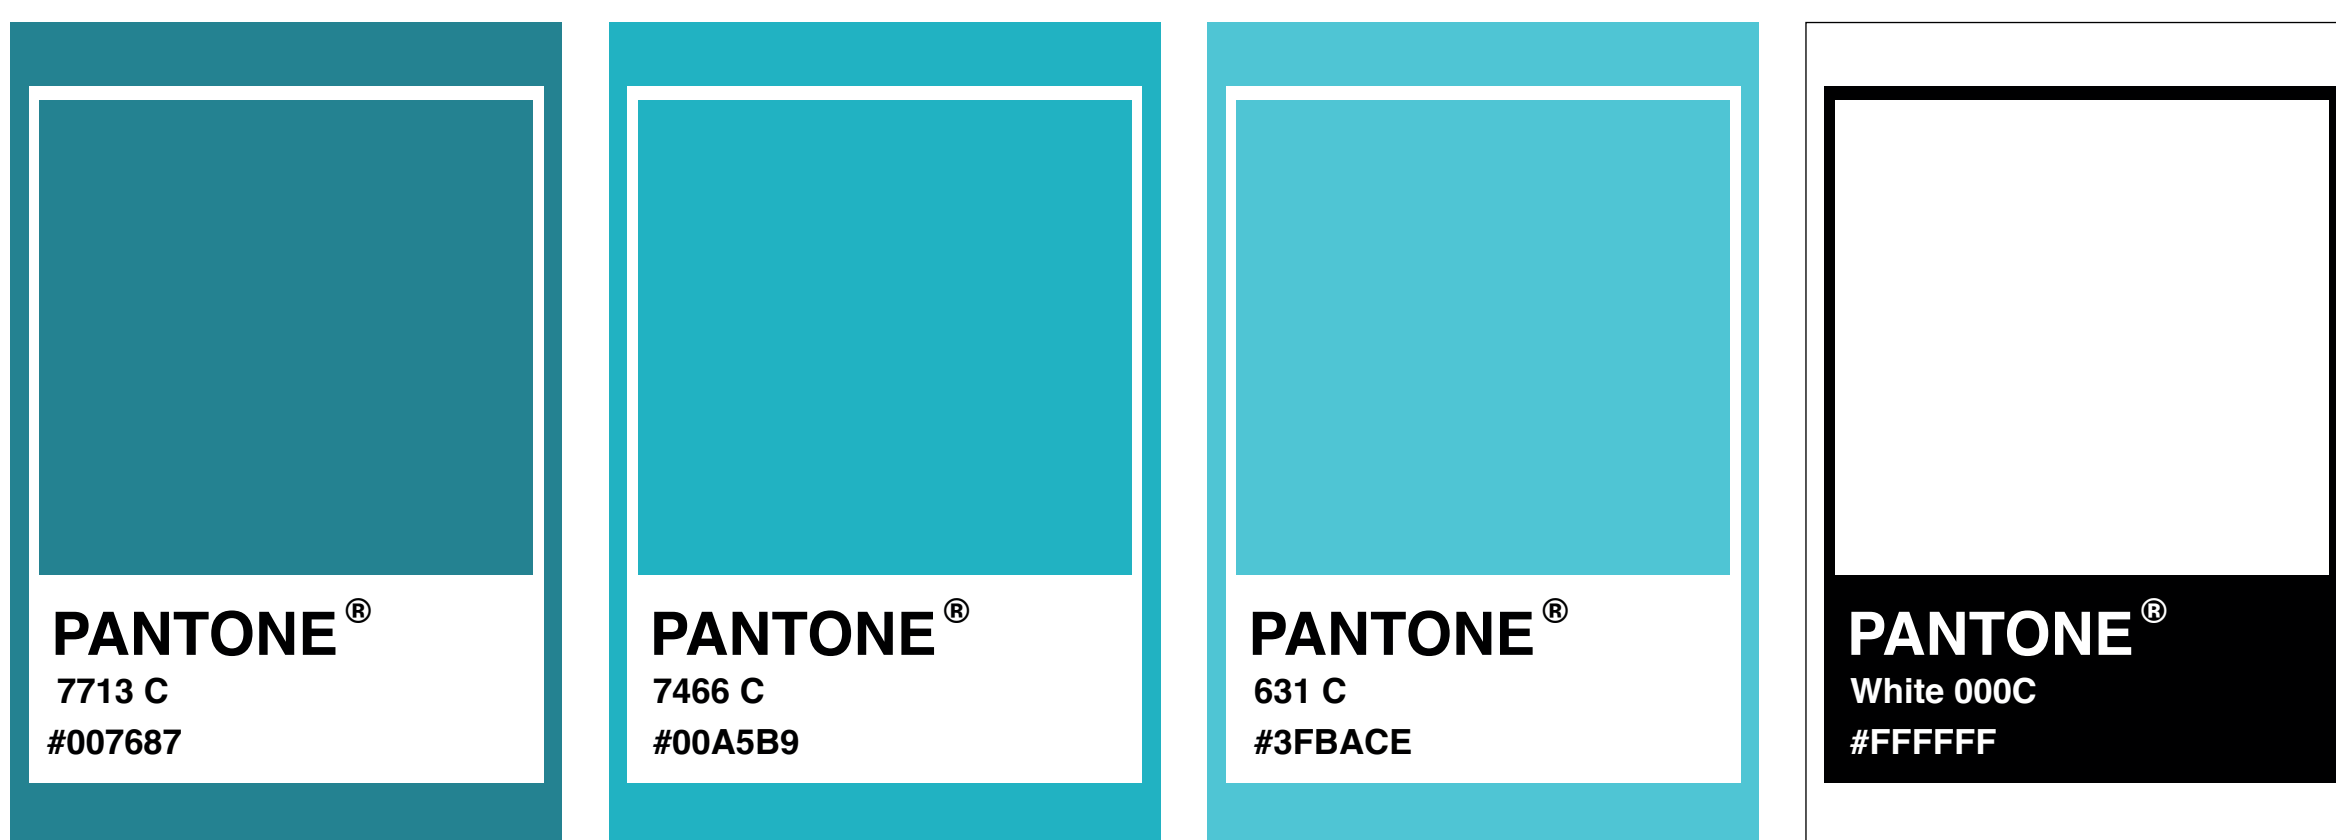 PANTONE®
7713 C
#007687
PANTONE®
7466 C
#00A5B9
PANTONE®
631 C
#3FBACE
PANTONE®
White 000C
#FFFFFF